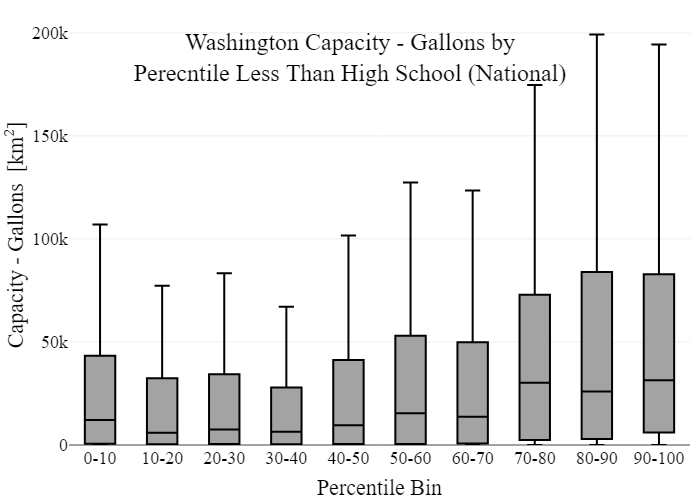 Washington Capacity - Gallons by
Perecntile Less Than High School (National)
Capacity - Gallons [km²]
200k
150k
100k
50k
0
0-10 10-20 20-30 30-40 40-50 50-60 60-70 70-80 80-90 90-100
Percentile Bin